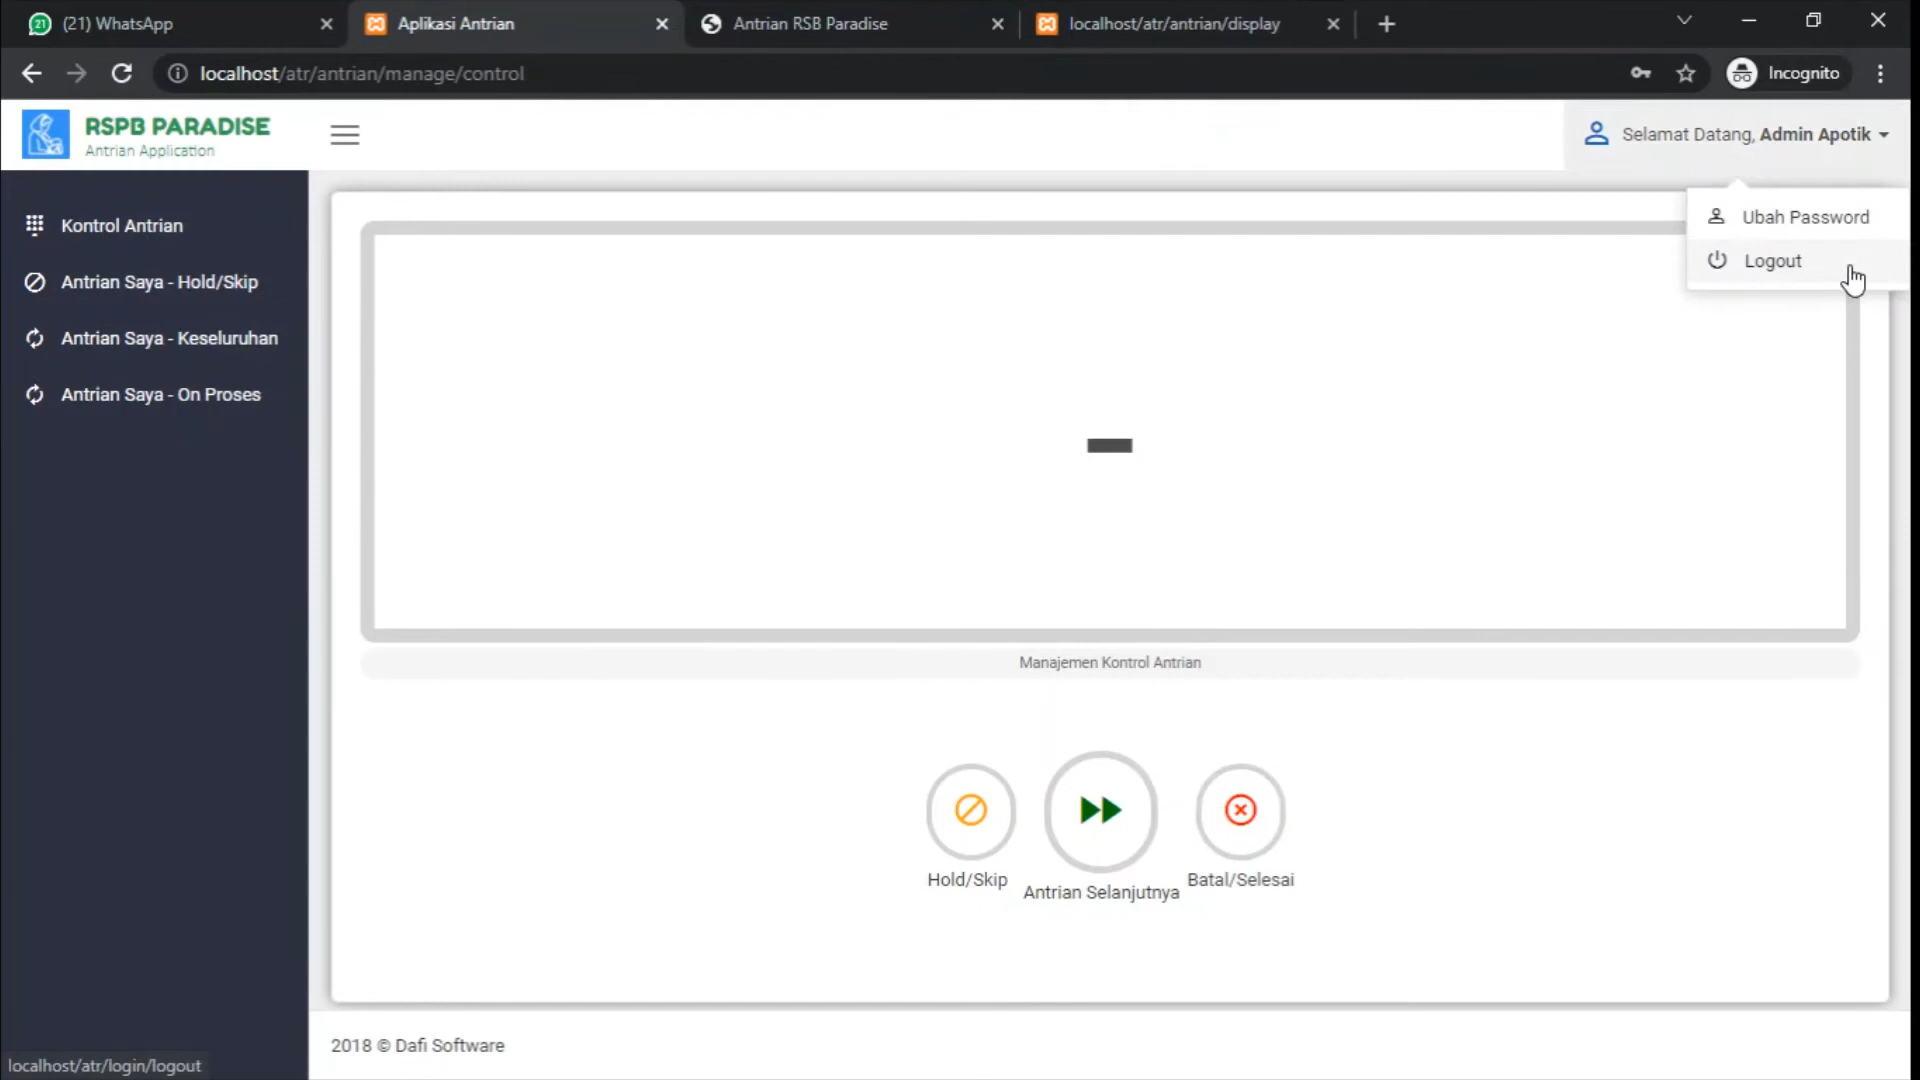 21
(21) WhatsApp
Aplikasi Antrian
Antrian RSB Paradise
localhost/atr/antrian/display
localhost/atr/antrian/manage/control
Incognito
RSPB PARADISE
Antrian Application
Selamat Datang, Admin Apotik
Ubah Password
Logout
Kontrol Antrian
Antrian Saya - Hold/Skip
Antrian Saya - Keseluruhan
Antrian Saya - On Proses
-
Manajemen Kontrol Antrian
Hold/Skip
Antrian Selanjutnya
Batal/Selesai
2018 © Dafi Software
localhost/atr/login/logout